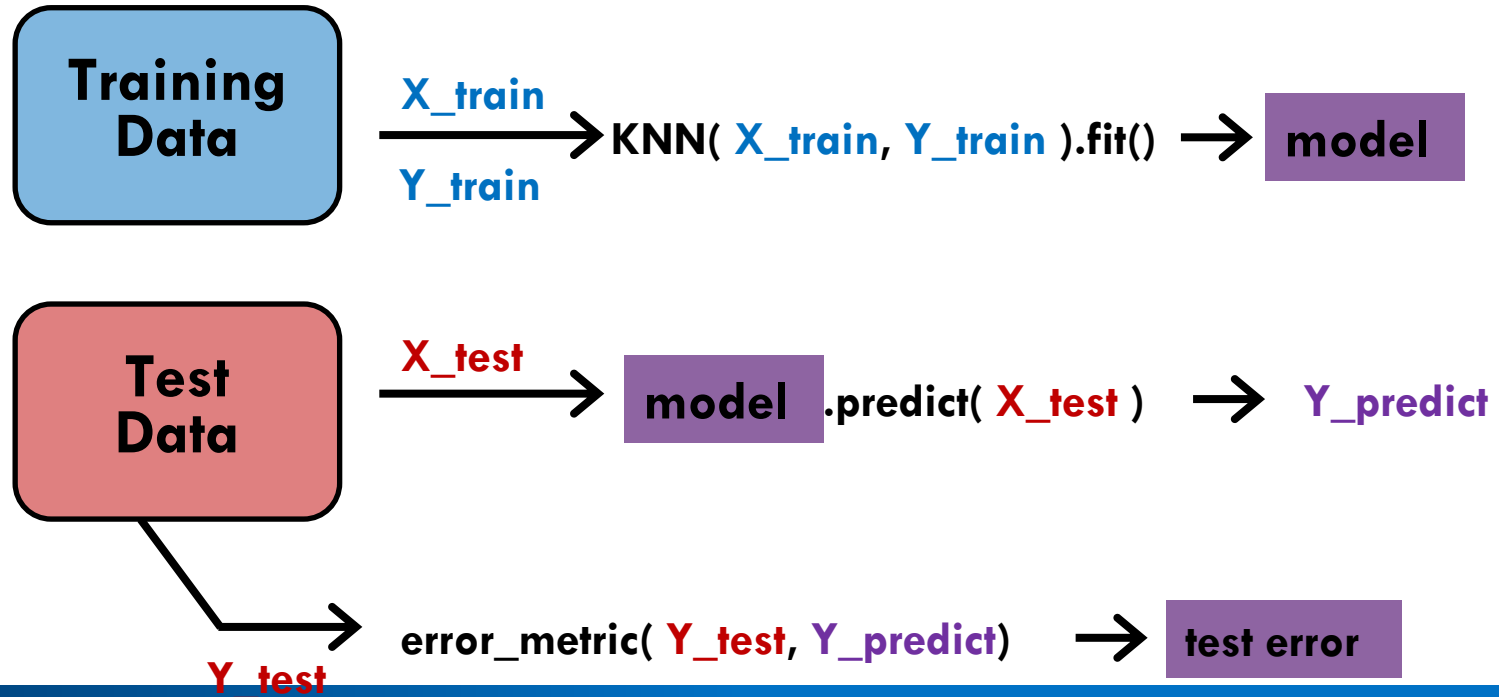 Training
Data
X_train
Y_train
KNN( X_train, Y_train ).fit()
model
Test
Data
X_test
model .predict( X_test )
Y_predict
Y_test
error_metric( Y_test, Y_predict)
test error